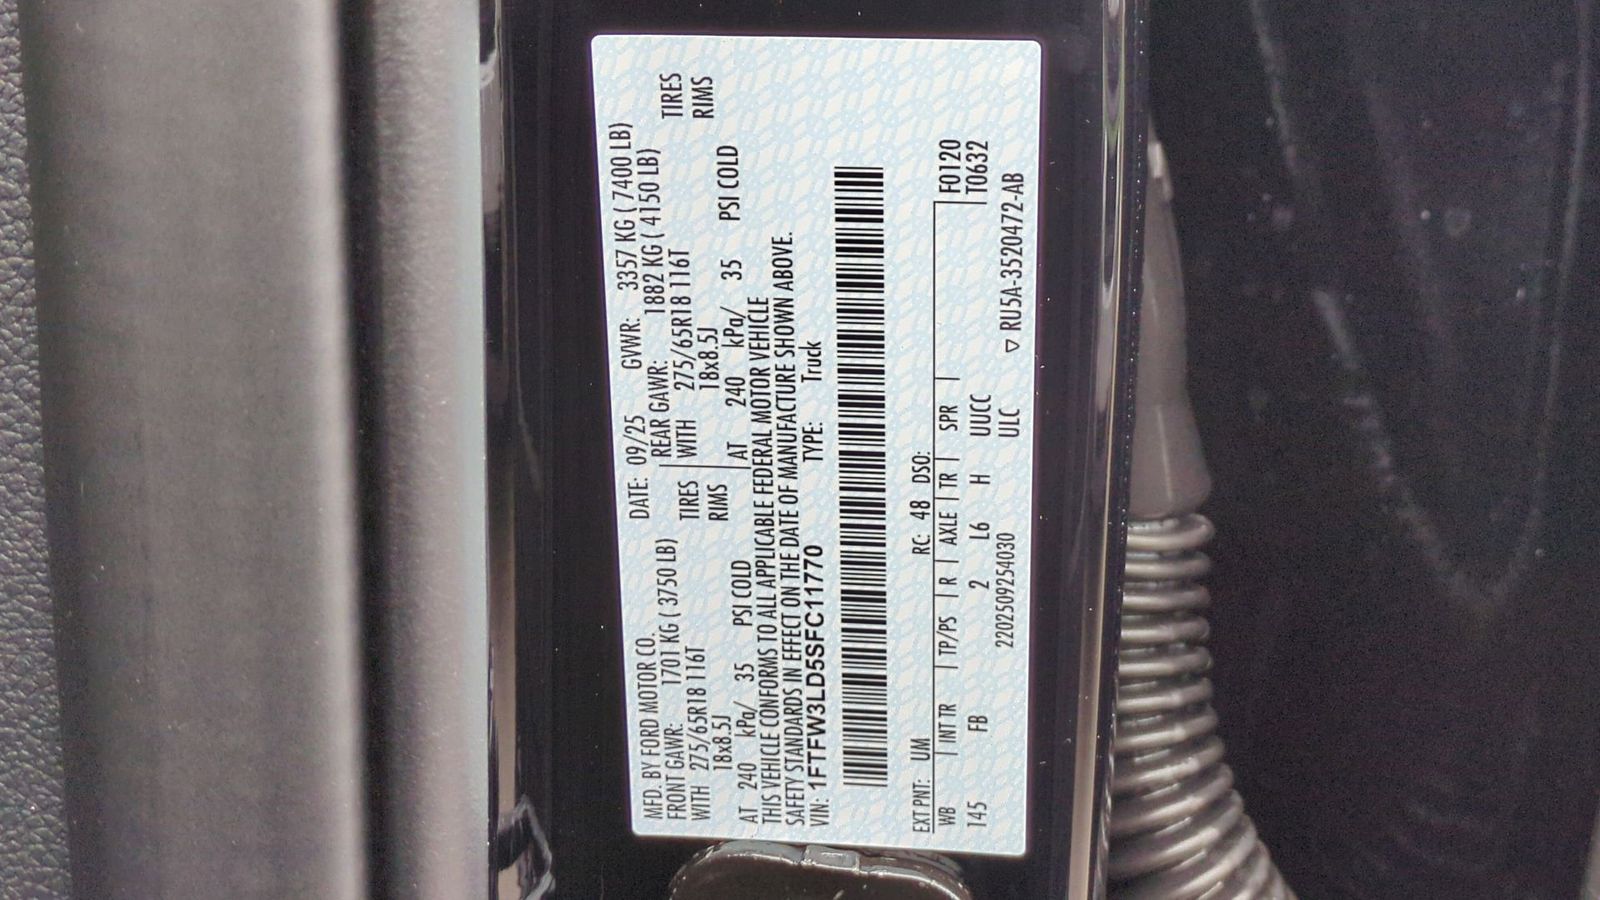 MFD. BY FORD MOTOR CO. DATE: 09/25 GVWR: 3357 KG ( 7400 LB)
FRONT GAWR: 1701 KG ( 3750 LB) REAR GAWR: 1882 KG ( 4150 LB)
WITH 275/65R18 116T TIRES WITH 275/65R18 116T TIRES
18x8.5J RIMS 18x8.5J RIMS
AT 240 kPa/ 35 PSI COLD AT 240 kPa/ 35 PSI COLD
THIS VEHICLE CONFORMS TO ALL APPLICABLE FEDERAL MOTOR VEHICLE
SAFETY STANDARDS IN EFFECT ON THE DATE OF MANUFACTURE SHOWN ABOVE.
VIN: 1FTFW3LD5SFC11770 TYPE: Truck
EXT PNT: UM RC: 48 DSO: F0120
WB | INT TR | TP/PS | R | AXLE | TR | SPR | T0632
145 FB 2 L6 H UUCC
220250925403​0 ULC ▽ RU5A-3520472-AB